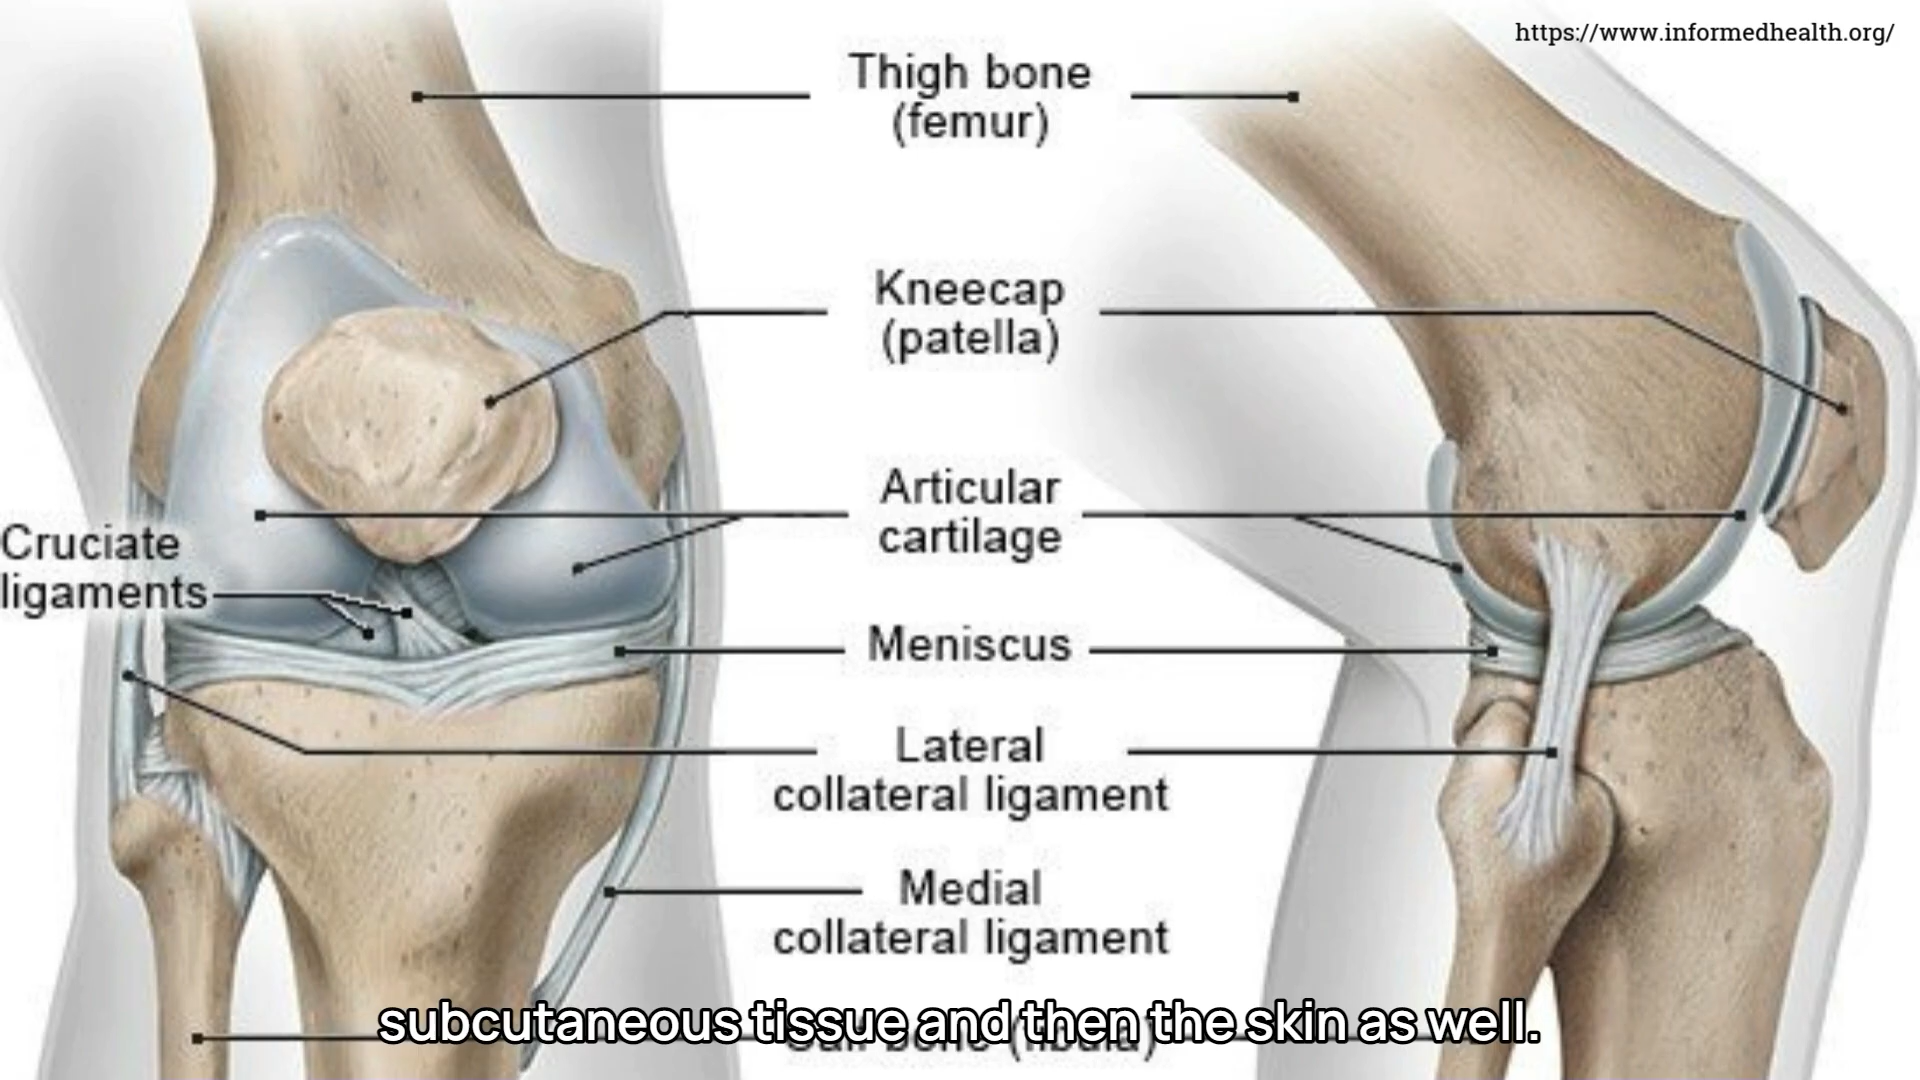 https://www.informedhealth.org/
Thigh bone
(femur)
Kneecap
(patella)
Articular
cartilage
Cruciate
ligaments
Meniscus
Lateral
collateral ligament
Medial
collateral ligament
subcutaneous tissue and then the skin as well.